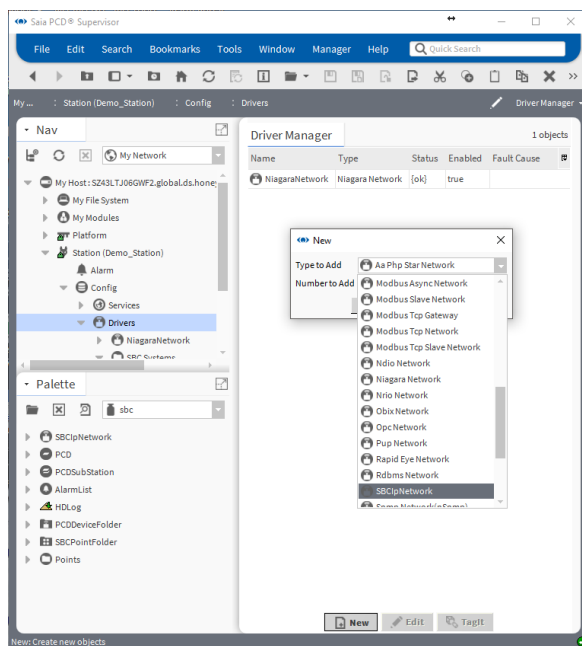 Saia PCD® Supervisor
File Edit Search Bookmarks Tools Window Manager Help Quick Search
My ... : Station (Demo_Station) : Config : Drivers Driver Manager
Nav
My Network
My Host : SZ43LTJ06GWF2.global.ds.hone
My File System
My Modules
Platform
Station (Demo_Station)
Alarm
Config
Services
Drivers
NiagaraNetwork
SBC Systems
Palette
sbc
SBCIpNetwork
PCD
PCDSubStation
AlarmList
HDLog
PCDDeviceFolder
SBCPointFolder
Points
Driver Manager 1 objects
Name Type Status Enabled Fault Cause
NiagaraNetwork Niagara Network {ok} true
New
Type to Add Aa Php Star Network
Number to Add
Modbus Async Network
Modbus Slave Network
Modbus Tcp Gateway
Modbus Tcp Network
Modbus Tcp Slave Network
Ndio Network
Niagara Network
Nrio Network
Obix Network
Opc Network
Pup Network
Rapid Eye Network
Rdbms Network
SBCIpNetwork
New Edit TagIt
New: Create new objects